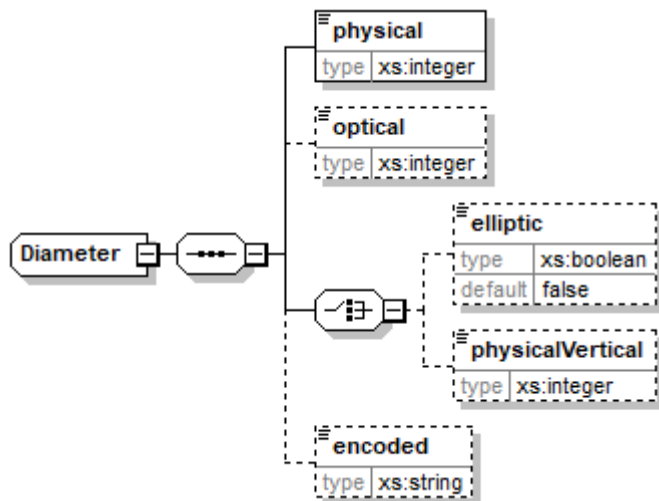 physical
type xs:integer
optical
type xs:integer
Diameter
elliptic
type xs:boolean
default false
physicalVertical
type xs:integer
encoded
type xs:string